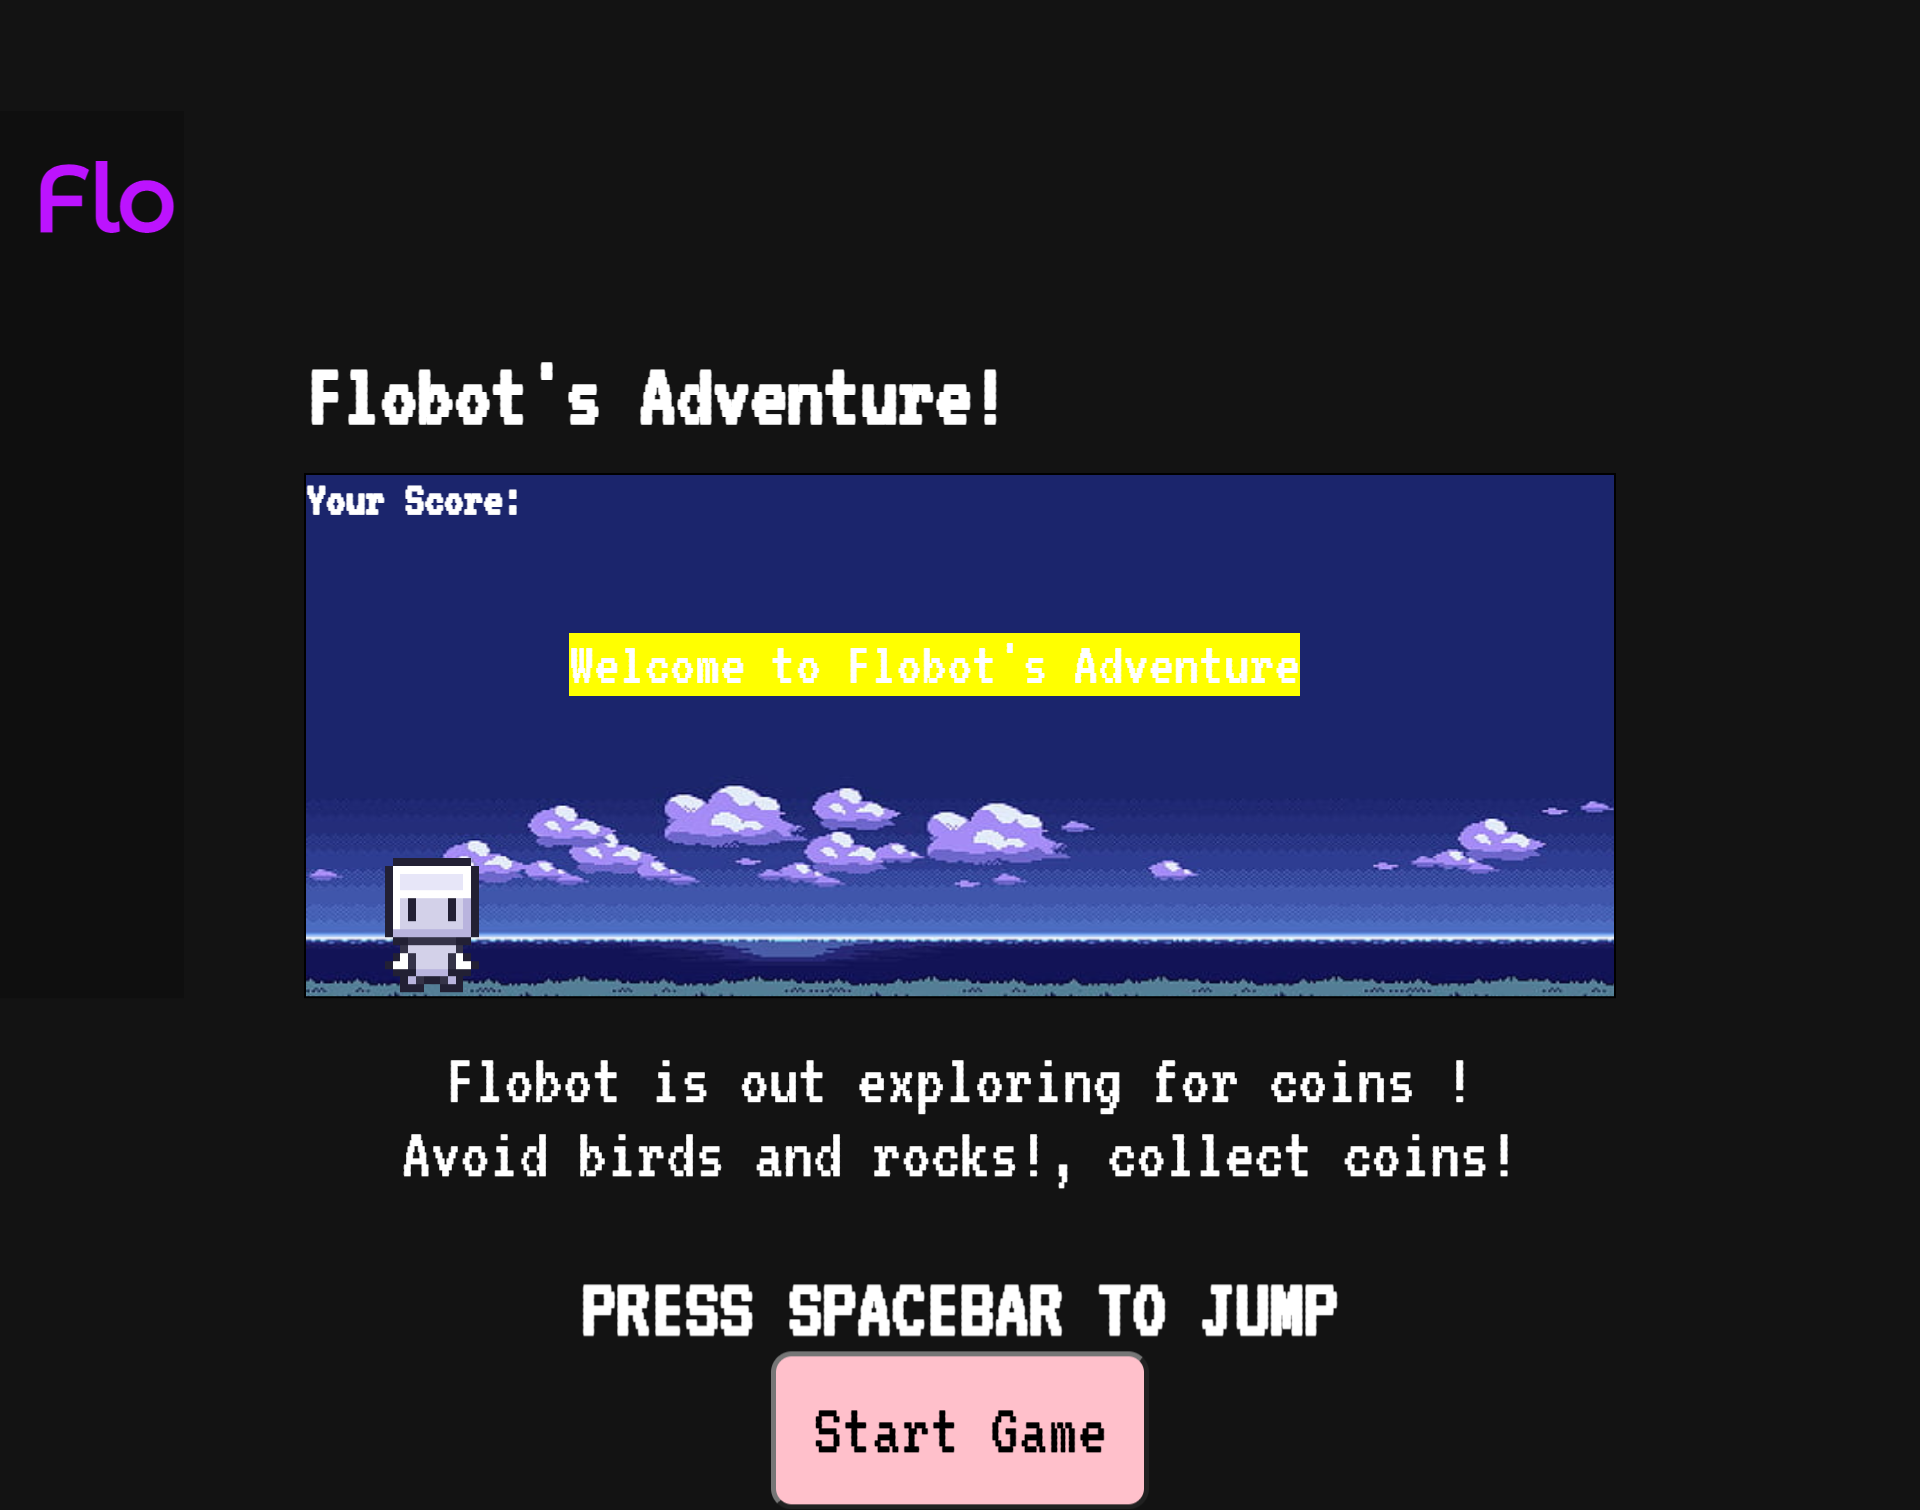 Flo
Flobot's Adventure!
Your Score:
Welcome to Flobot's Adventure
Flobot is out exploring for coins !
Avoid birds and rocks!, collect coins!
PRESS SPACEBAR TO JUMP
Start Game